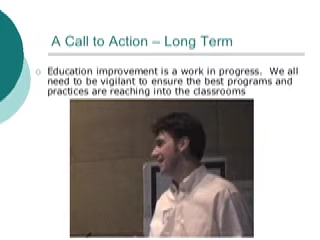 A Call to Action – Long Term
Education improvement is a work in progress. We all
need to be vigilant to ensure the best programs and
practices are reaching into the classrooms